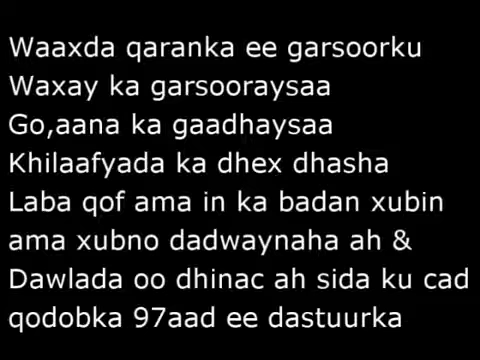 Waaxda qaranka ee garsoorku
Waxay ka garsooraysaa
Go,aana ka gaadhaysaa
Khilaafyada ka dhex dhasha
Laba qof ama in ka badan xubin
ama xubno dadwaynaha ah &
Dawlada oo dhinac ah sida ku cad
qodobka 97aad ee dastuurka